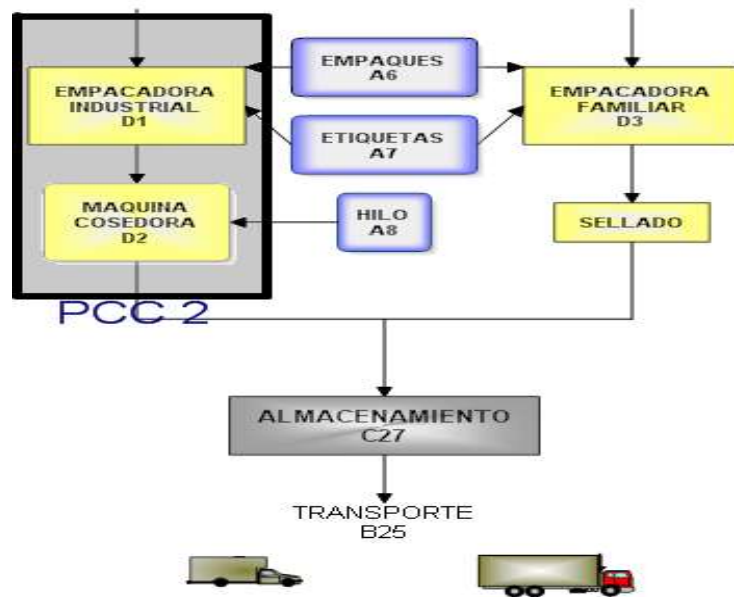 EMPAQUES
A6
EMPACADORA
INDUSTRIAL
D1
EMPACADORA
FAMILIAR
D3
ETIQUETAS
A7
MAQUINA
COSEDORA
D2
HILO
A8
SELLADO
PCC 2
ALMACENAMIENTO
C27
TRANSPORTE
B25